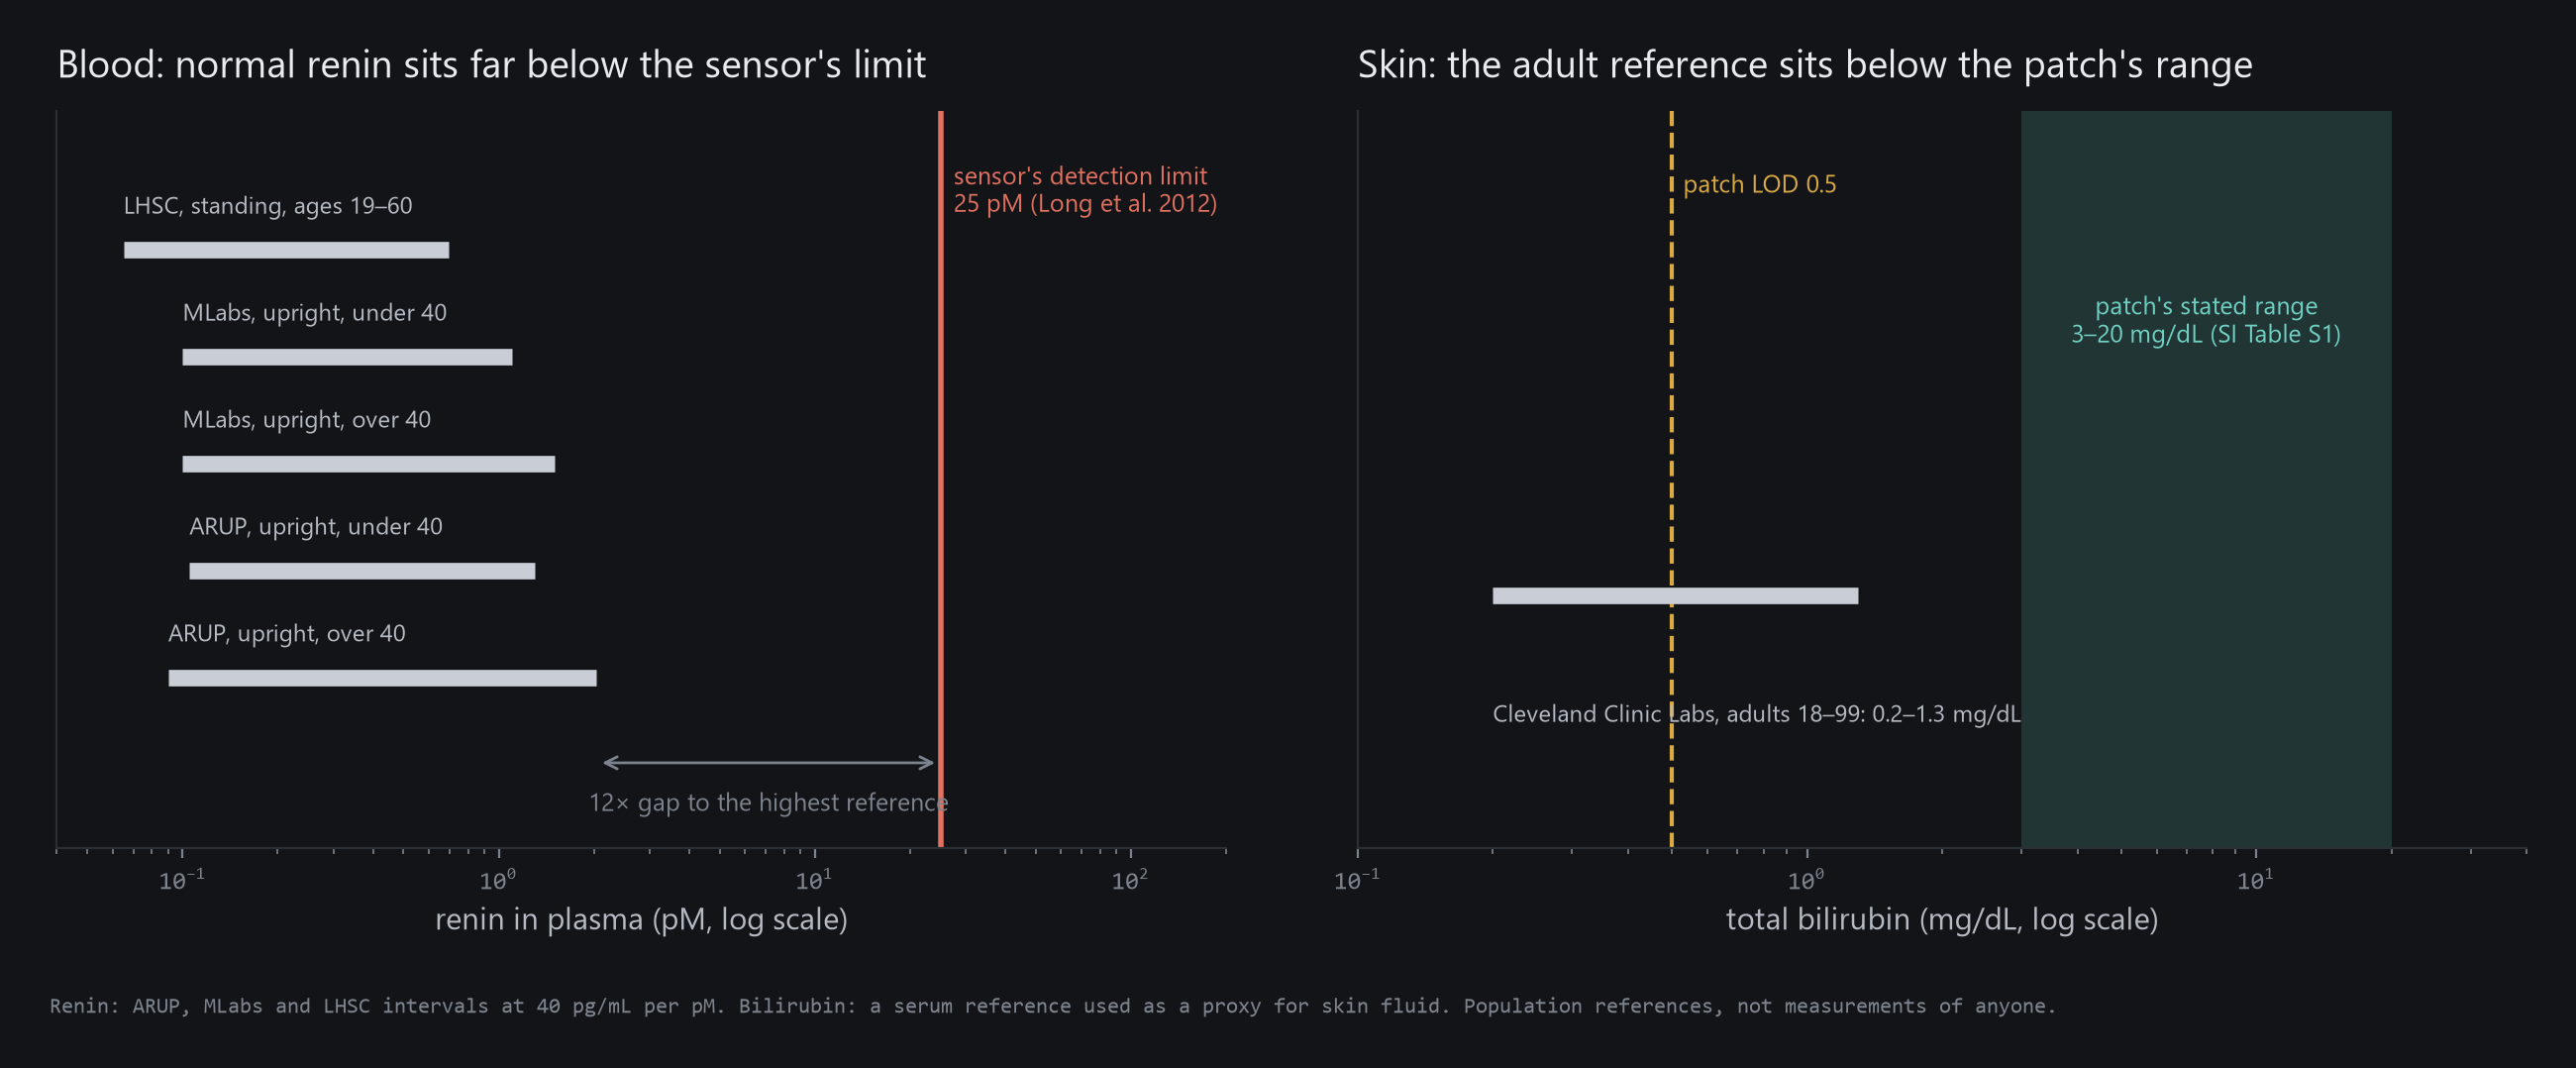 Blood: normal renin sits far below the sensor's limit
sensor's detection limit
25 pM (Long et al. 2012)
LHSC, standing, ages 19–60
MLabs, upright, under 40
MLabs, upright, over 40
ARUP, upright, under 40
ARUP, upright, over 40
12× gap to the highest reference
10⁻¹ 10⁰ 10¹ 10²
renin in plasma (pM, log scale)
Skin: the adult reference sits below the patch's range
patch LOD 0.5
patch's stated range
3–20 mg/dL (SI Table S1)
Cleveland Clinic Labs, adults 18–99: 0.2–1.3 mg/dL
10⁻¹ 10⁰ 10¹
total bilirubin (mg/dL, log scale)
Renin: ARUP, MLabs and LHSC intervals at 40 pg/mL per pM. Bilirubin: a serum reference used as a proxy for skin fluid. Population references, not measurements of anyone.